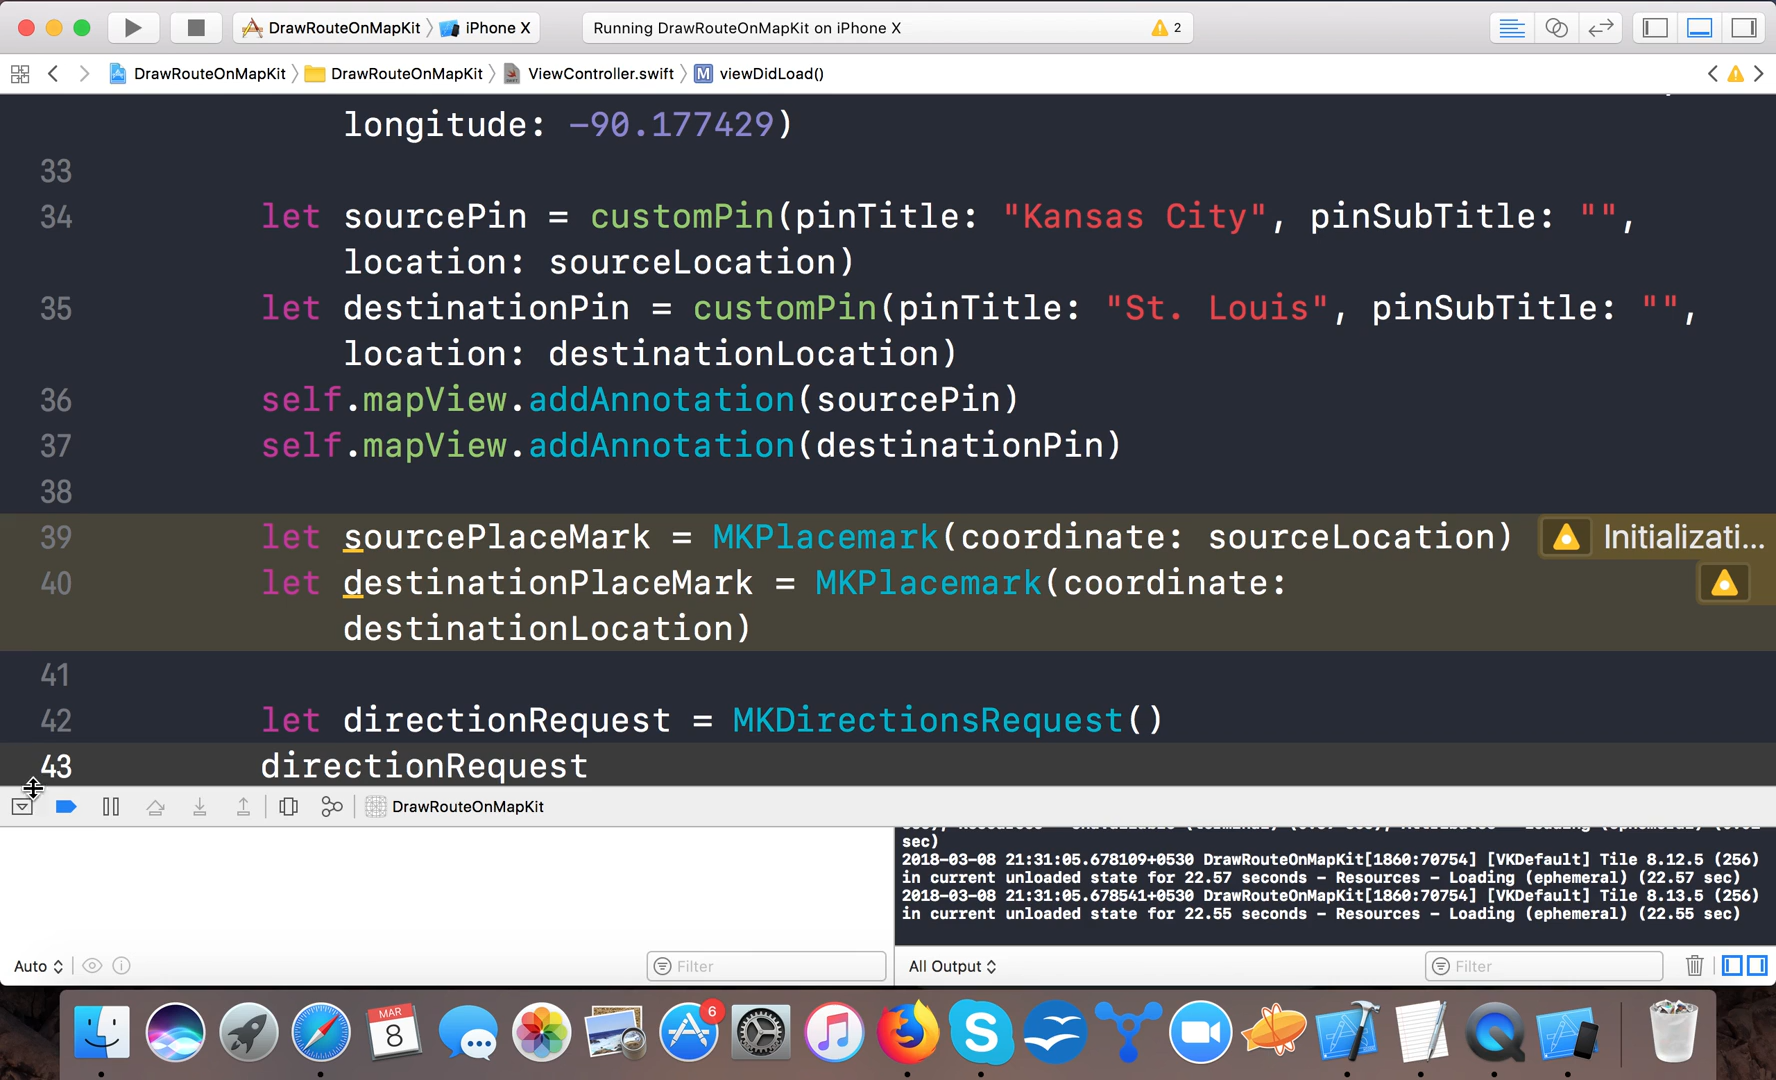 DrawRouteOnMapKit iPhone X
Running DrawRouteOnMapKit on iPhone X
2
DrawRouteOnMapKit DrawRouteOnMapKit ViewController.swift M viewDidLoad()
longitude: -90.177429)
33
34 let sourcePin = customPin(pinTitle: "Kansas City", pinSubTitle: "",
location: sourceLocation)
35 let destinationPin = customPin(pinTitle: "St. Louis", pinSubTitle: "",
location: destinationLocation)
36 self.mapView.addAnnotation(sourcePin)
37 self.mapView.addAnnotation(destinationPin)
38
39 let sourcePlaceMark = MKPlacemark(coordinate: sourceLocation) Initializati...
40 let destinationPlaceMark = MKPlacemark(coordinate:
destinationLocation)
41
42 let directionRequest = MKDirectionsRequest()
43 directionRequest
DrawRouteOnMapKit
sec)
2018-03-08 21:31:05.678109+0530 DrawRouteOnMapKit[1860:70754] [VKDefault] Tile 8.12.5 (256)
in current unloaded state for 22.57 seconds - Resources - Loading (ephemeral) (22.57 sec)
2018-03-08 21:31:05.678541+0530 DrawRouteOnMapKit[1860:70754] [VKDefault] Tile 8.13.5 (256)
in current unloaded state for 22.55 seconds - Resources - Loading (ephemeral) (22.55 sec)
Auto Filter All Output Filter
MAR
8
6